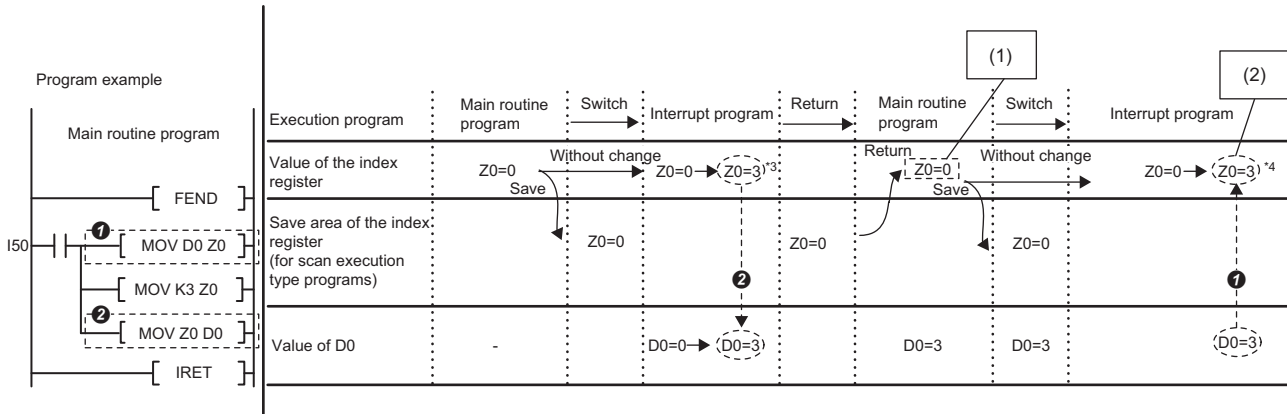 Program example
Main routine program
FEND
I50
❶
MOV D0 Z0
MOV K3 Z0
❷
MOV Z0 D0
IRET
(1)
(2)
Execution program
Main routine
program
Switch
Interrupt program
Return
Main routine
program
Switch
Interrupt program
Value of the index
register
Z0=0
Without change
Save
Z0=0
Z0=3
*3
Return
Z0=0
Without change
Save
Z0=0
Z0=3
*4
Save area of the index
register
(for scan execution
type programs)
Z0=0
❷
Z0=0
Z0=0
❶
Value of D0
-
D0=0
D0=3
D0=3
D0=3
D0=3